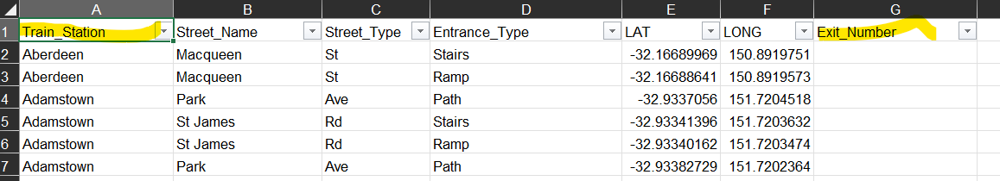 A B C D E F G
1 Train_Station Street_Name Street_Type Entrance_Type LAT LONG Exit_Number
2 Aberdeen Macqueen St Stairs -32.16689969 150.8919751
3 Aberdeen Macqueen St Ramp -32.16688641 150.8919573
4 Adamstown Park Ave Path -32.9337056 151.7204518
5 Adamstown St James Rd Stairs -32.93341396 151.7203632
6 Adamstown St James Rd Ramp -32.93340162 151.7203474
7 Adamstown Park Ave Path -32.93382729 151.7202364